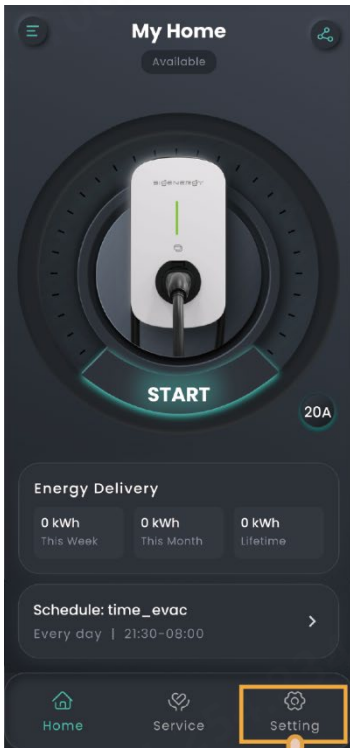 My Home
Available
SIGENERGY
START
20A
Energy Delivery
0 kWh 0 kWh 0 kWh
This Week This Month Lifetime
Schedule: time_evac
Every day | 21:30-08:00
Home Service Setting